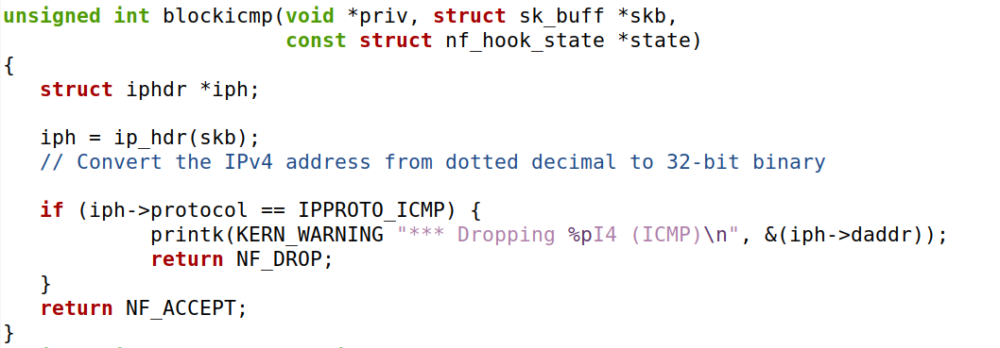 unsigned int blockicmp(void *priv, struct sk_buff *skb,
                       const struct nf_hook_state *state)
{
   struct iphdr *iph;

   iph = ip_hdr(skb);
   // Convert the IPv4 address from dotted decimal to 32-bit binary

   if (iph->protocol == IPPROTO_ICMP) {
            printk(KERN_WARNING "*** Dropping %pI4 (ICMP)\n", &(iph->daddr));
            return NF_DROP;
   }
   return NF_ACCEPT;
}